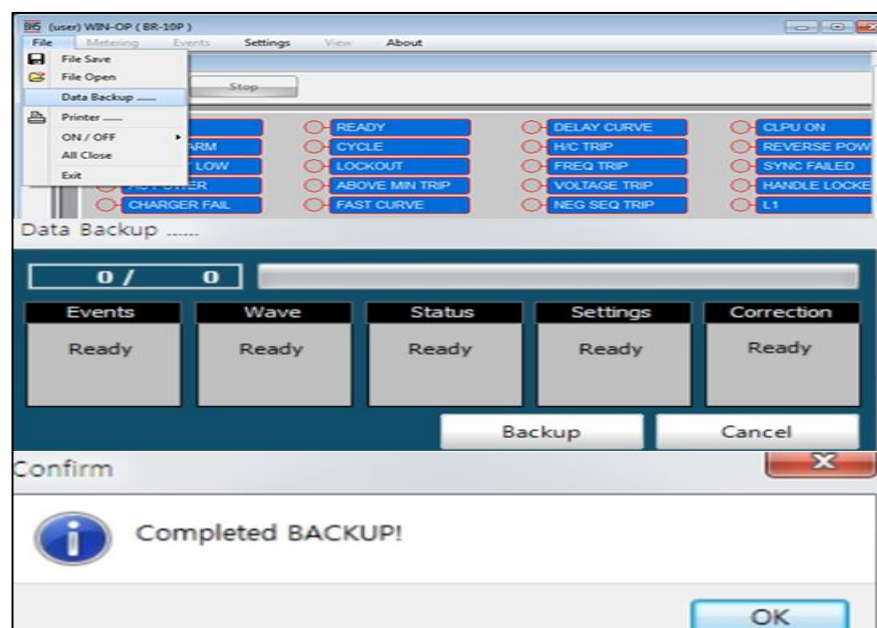 BHS (user) WIN-OP ( BR-10P )
File Metering Events Settings View About
File Save
File Open
Data Backup ......
Printer ......
ON / OFF
All Close
Exit
Stop
READY DELAY CURVE CLPU ON
ARM CYCLE H/C TRIP REVERSE POW
LOW LOCKOUT FREQ TRIP SYNC FAILED
ABOVE MIN TRIP VOLTAGE TRIP HANDLE LOCKE
CHARGER FAIL FAST CURVE NEG SEQ TRIP L1
Data Backup ......
0 / 0
Events Wave Status Settings Correction
Ready Ready Ready Ready Ready
Backup Cancel
Confirm
Completed BACKUP!
OK